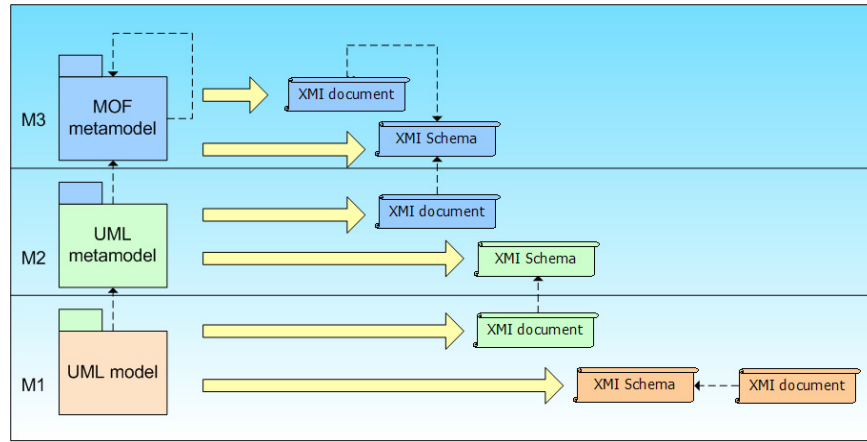 M3
MOF
metamodel
XMI document
XMI Schema
M2
UML
metamodel
XMI document
XMI Schema
M1
UML model
XMI document
XMI Schema
XMI document